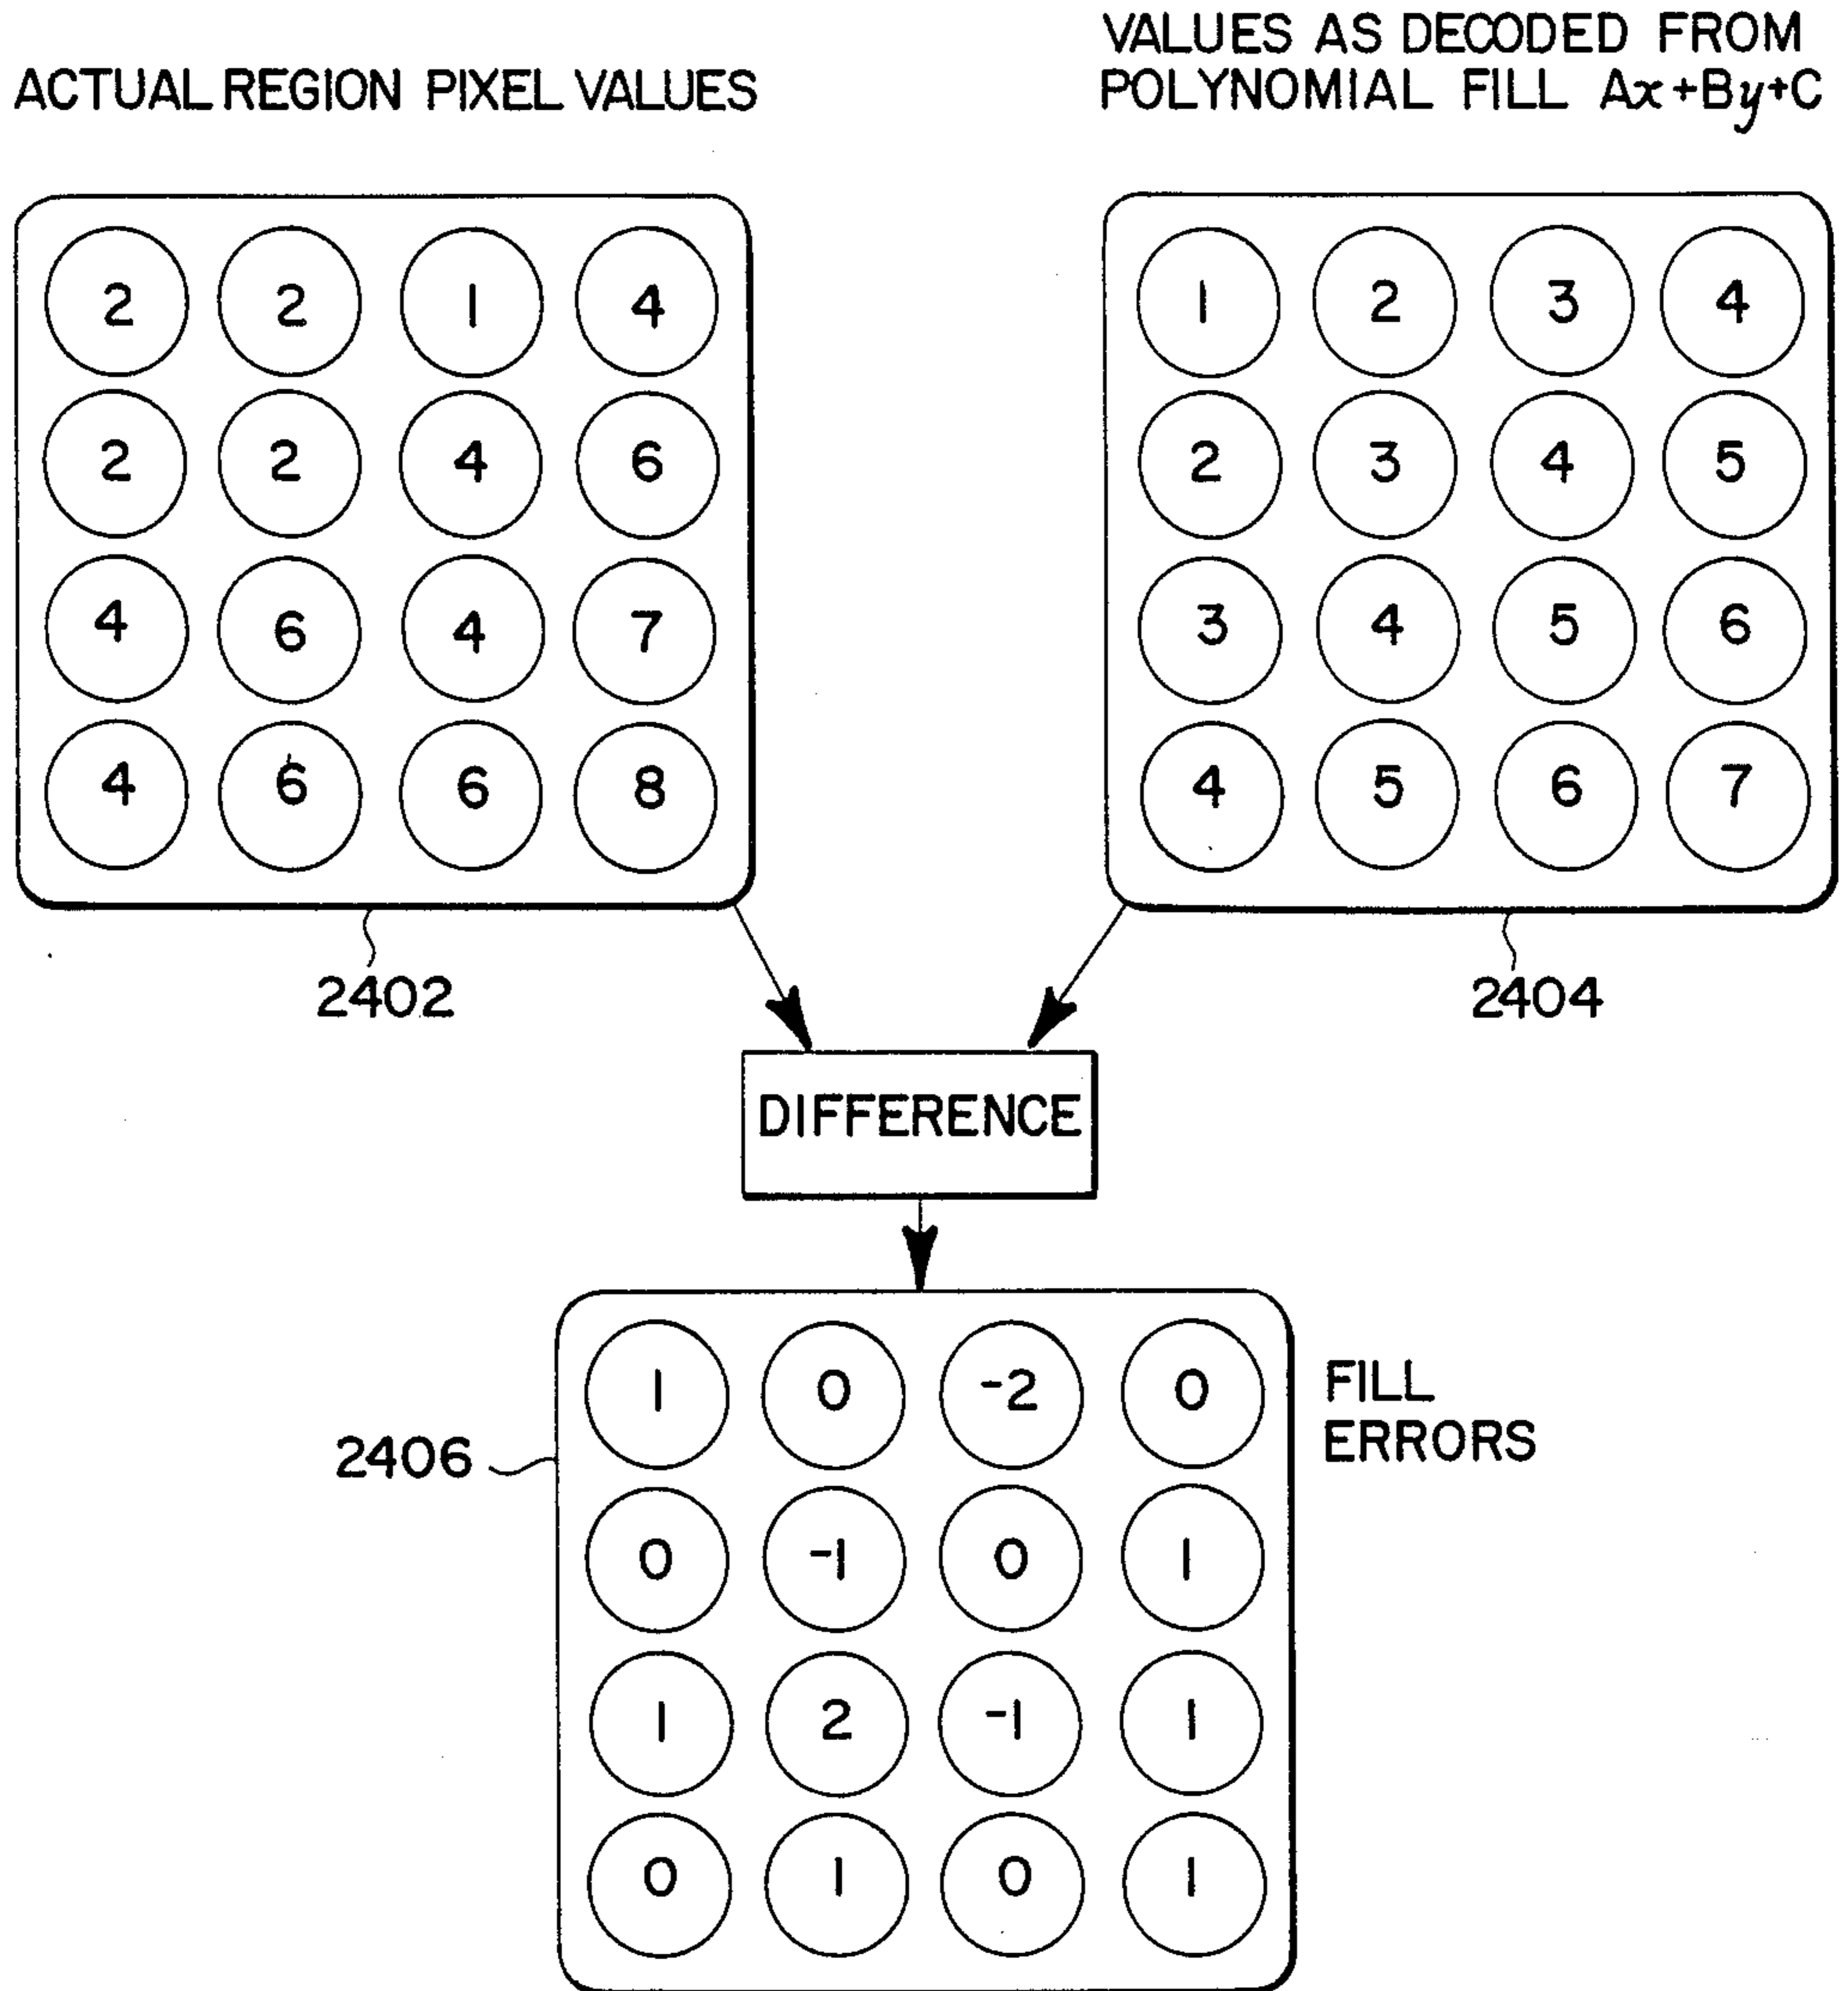 ACTUAL REGION PIXEL VALUES
VALUES AS DECODED FROM
POLYNOMIAL FILL Ax+By+C
2 2 1 4
2 2 4 6
4 6 4 7
4 6 6 8
2402
1 2 3 4
2 3 4 5
3 4 5 6
4 5 6 7
2404
DIFFERENCE
1 0 -2 0
0 -1 0 1
1 2 -1 1
0 1 0 1
2406
FILL
ERRORS